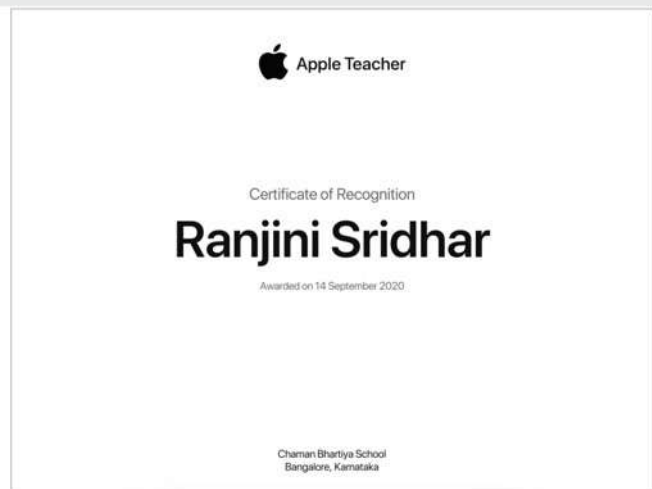 Apple Teacher
Certificate of Recognition
Ranjini Sridhar
Awarded on 14 September 2020
Chaman Bhartiya School
Bangalore, Karnataka